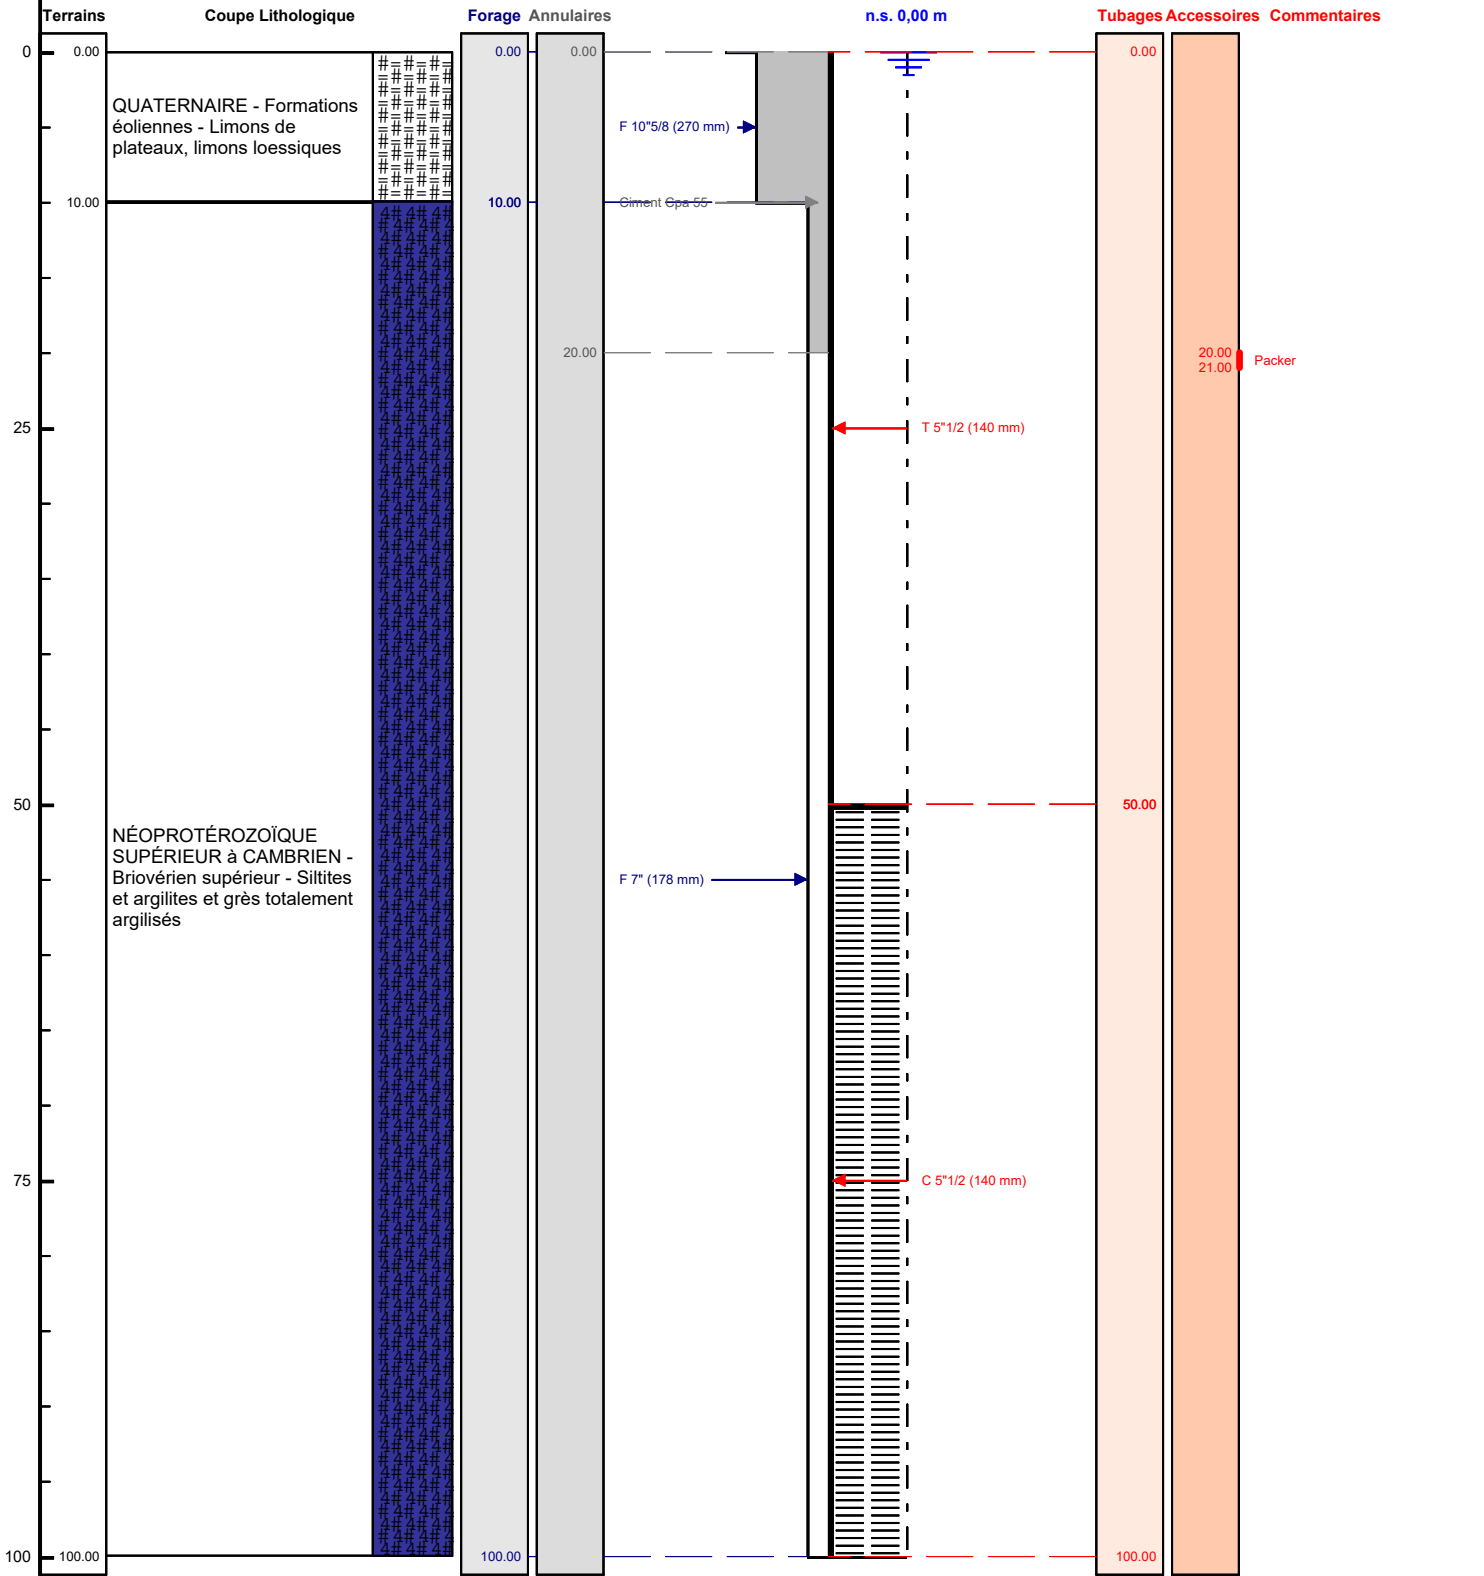 Terrains Coupe Lithologique Forage Annulaires n.s. 0,00 m Tubages Accessoires Commentaires
0 0.00 0.00 0.00 0.00
QUATERNAIRE - Formations
éoliennes - Limons de
plateaux, limons loessiques
F 10"5/8 (270 mm)
10.00 10.00 Ciment Cpa 55
20.00 20.00
21.00 Packer
25 T 5"1/2 (140 mm)
50 50.00
NÉOPROTÉROZOÏQUE
SUPÉRIEUR à CAMBRIEN -
Briovérien supérieur - Siltites
et argilites et grès totalement
argilisés
F 7" (178 mm)
75 C 5"1/2 (140 mm)
100 100.00 100.00 100.00